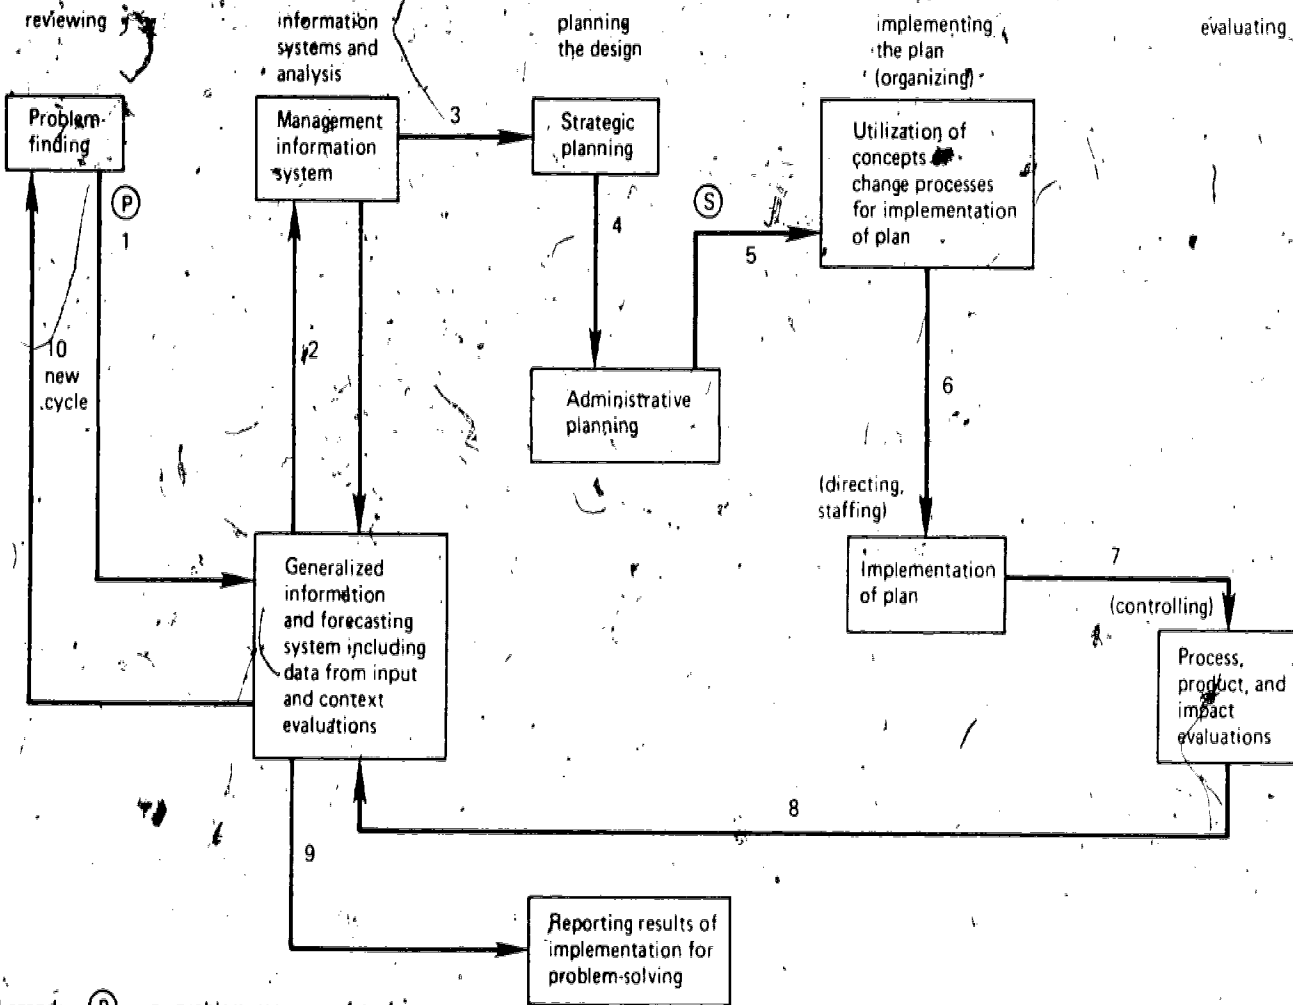 reviewing
information
systems and
analysis
planning
the design
implementing
the plan
(organizing)
evaluating
Problem-
finding
Management
information
system
3
Strategic
planning
Utilization of
concepts
change processes
for implementation
of plan
P
1
S
4
5
2
10
new
cycle
Administrative
planning
6
(directing,
staffing)
Generalized
information
and forecasting
system including
data from input
and context
evaluations
Implementation
of plan
7
(controlling)
Process,
product, and
impact
evaluations
8
9
Reporting results of
implementation for
problem-solving
P